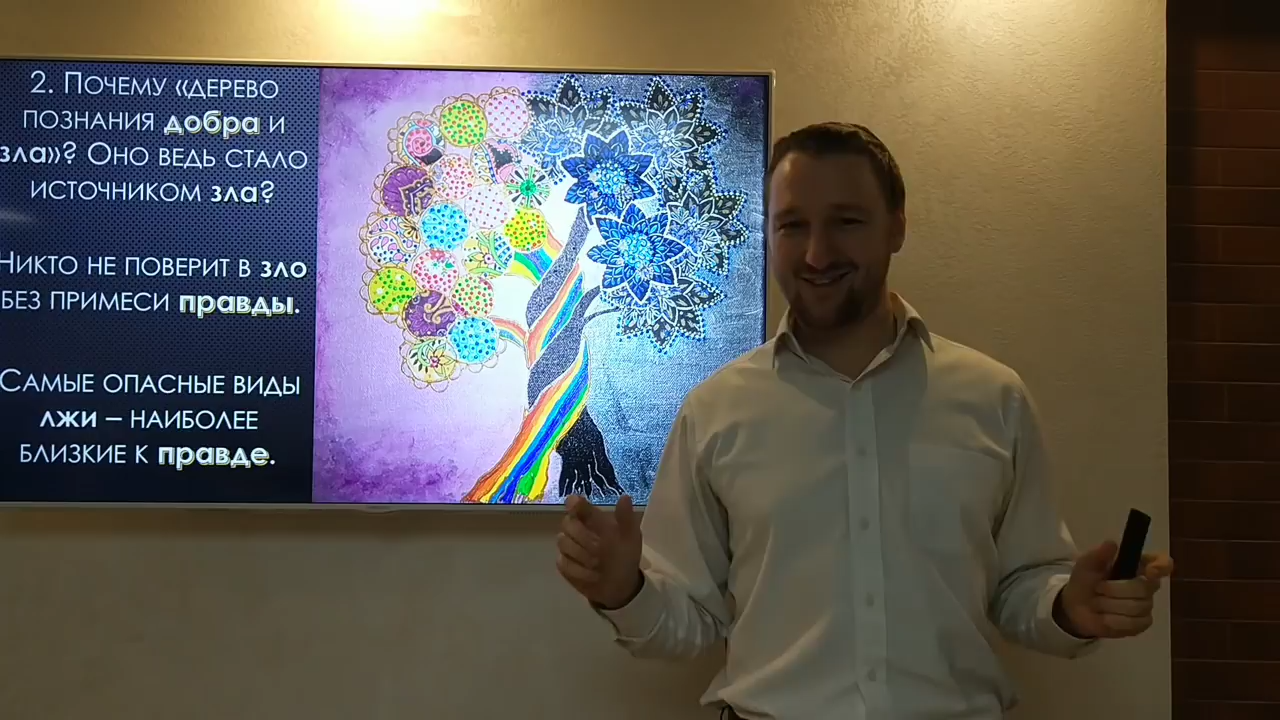 2. Почему «дерево
познания добра и
зла»? Оно ведь стало
источником зла?
Никто не поверит в зло
без примеси правды.
Самые опасные виды
лжи – наиболее
близкие к правде.